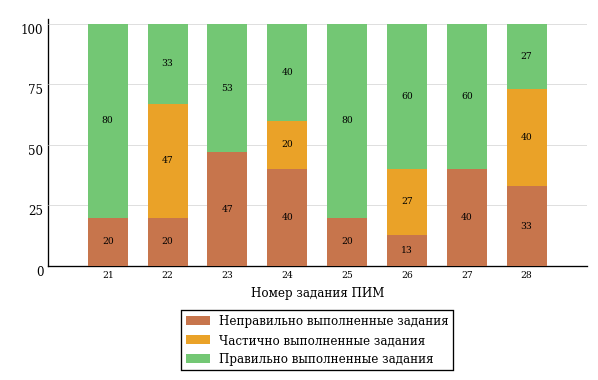 100
75
50
25
0
80 33 53 40 80 60 60 27
47 20 27 40
20 20 47 40 20 13 40 33
21 22 23 24 25 26 27 28
Номер задания ПИМ
Неправильно выполненные задания
Частично выполненные задания
Правильно выполненные задания